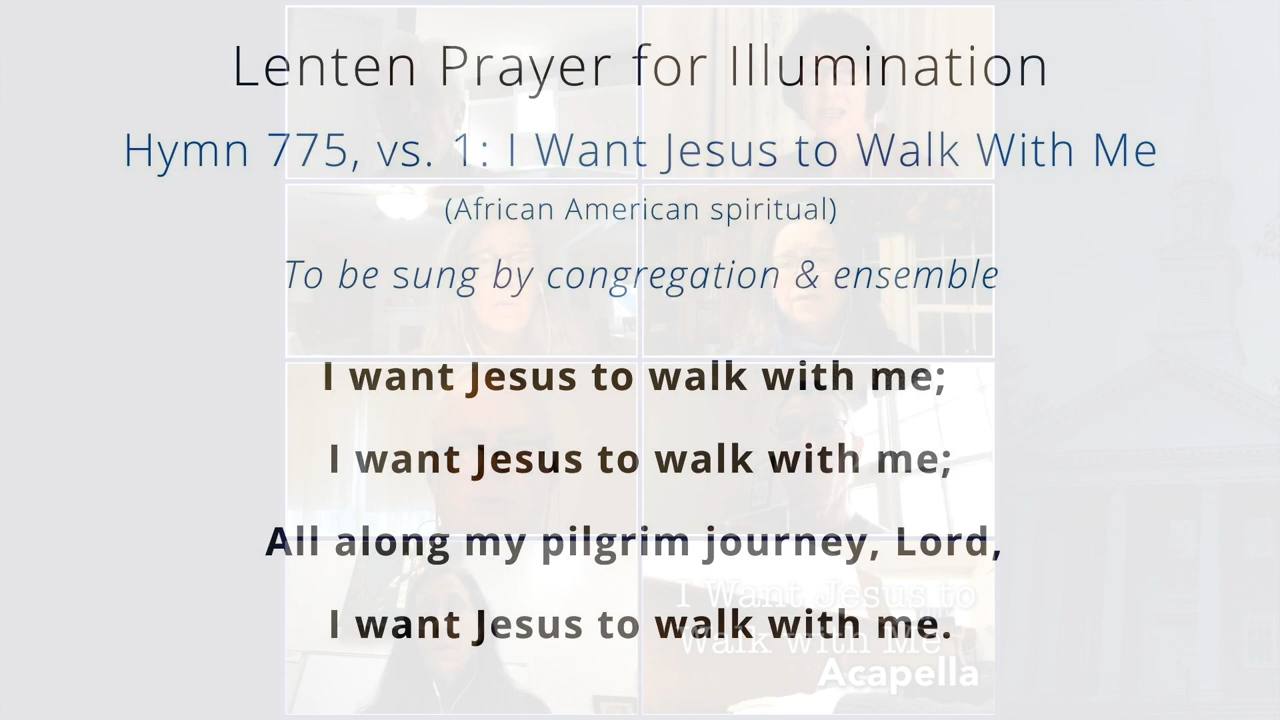 Lenten Prayer for Illumination
Hymn 775, vs. 1: I Want Jesus to Walk With Me
(African American spiritual)
To be sung by congregation & ensemble
I want Jesus to walk with me;
I want Jesus to walk with me;
All along my pilgrim journey, Lord,
I want Jesus to walk with me.
I Want Jesus to
Walk with Me
Acapella